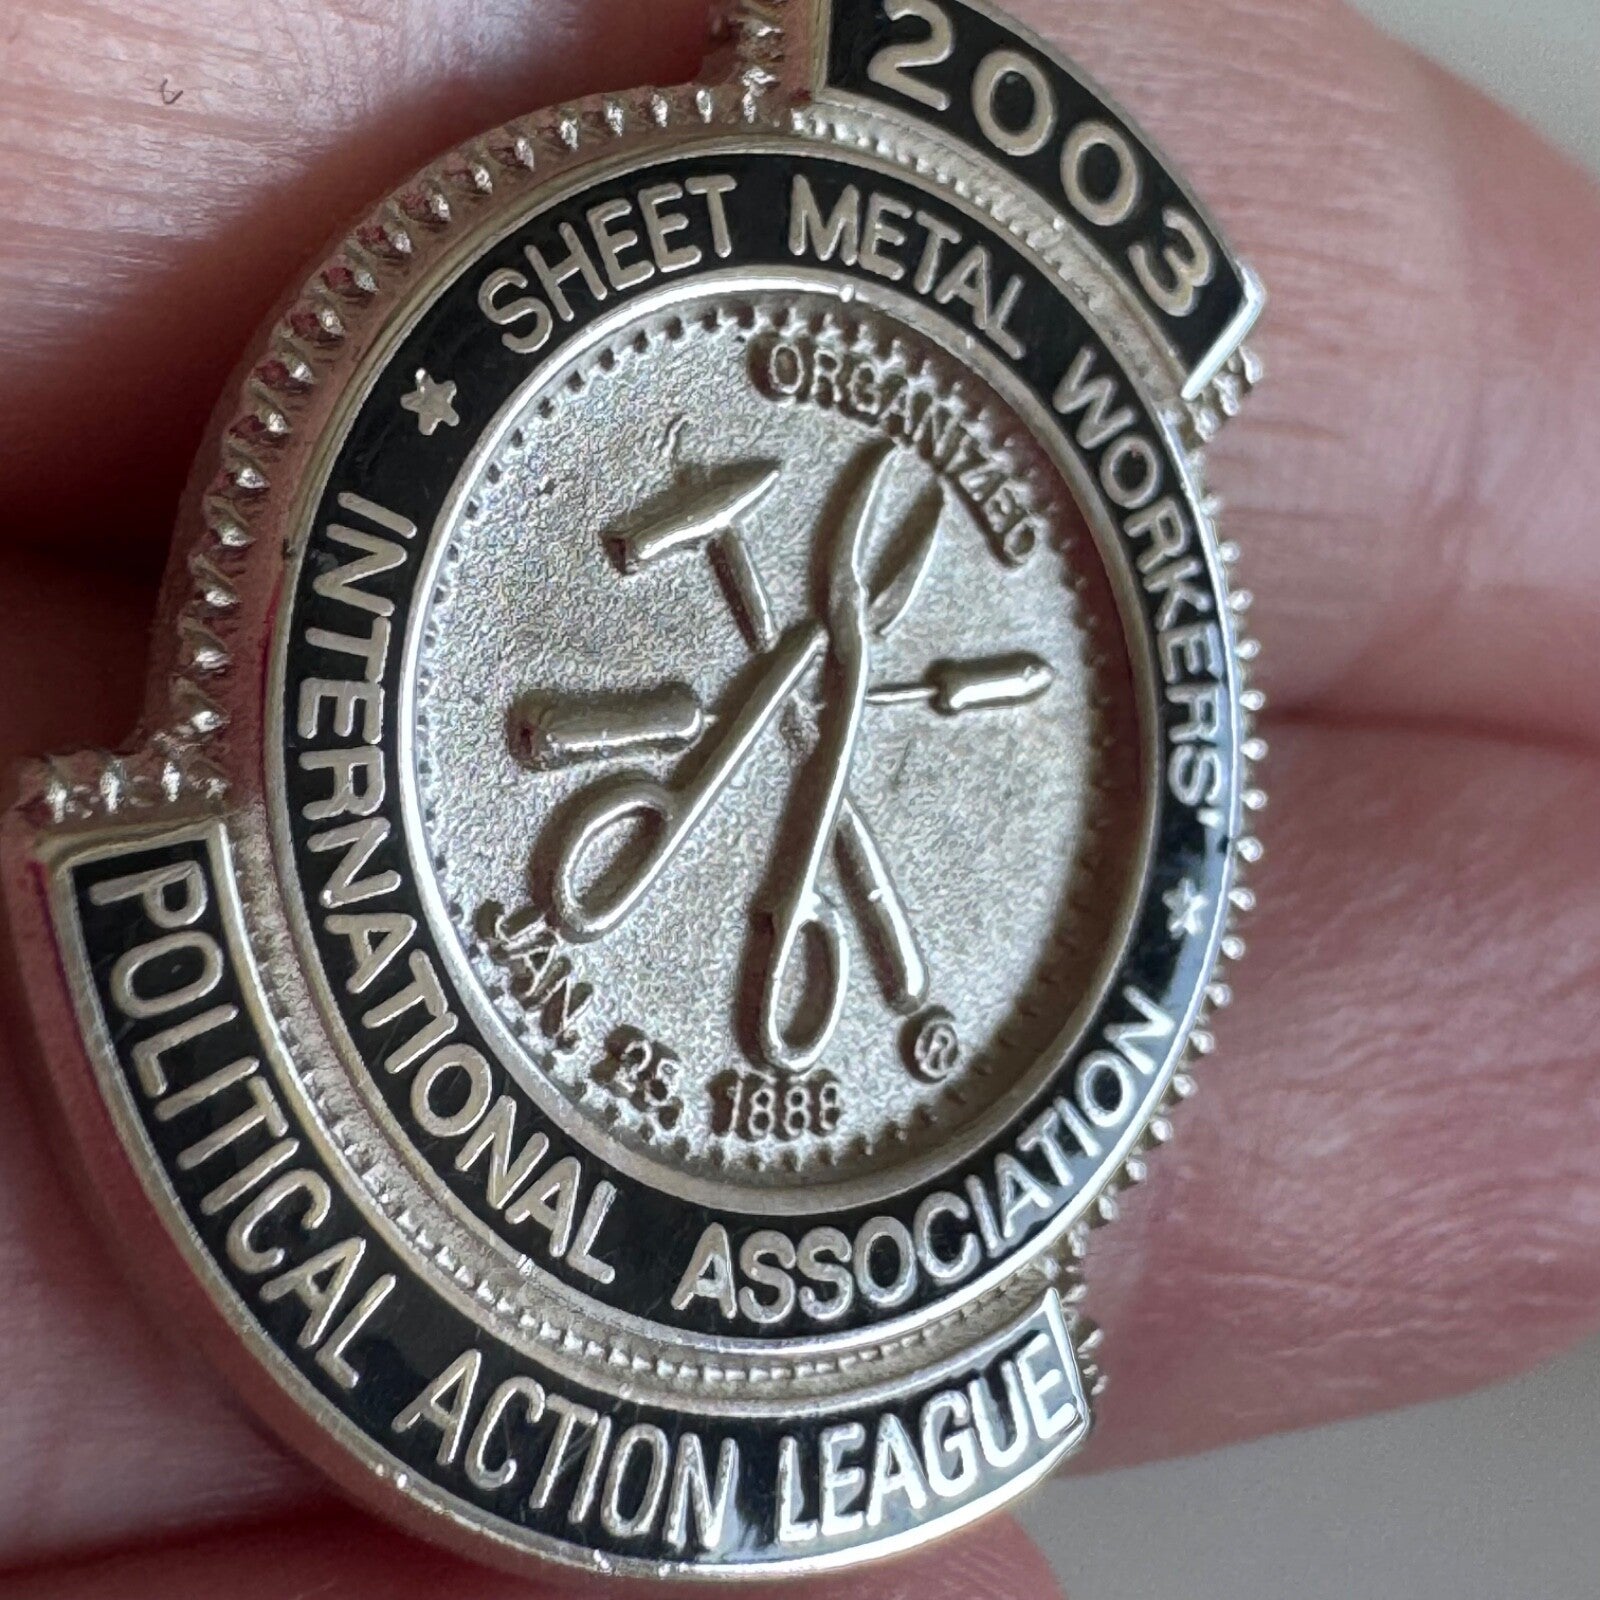 2003
* SHEET METAL WORKERS' *
INTERNATIONAL ASSOCIATION
ORGANIZED
JAN. 25, 1888
®
POLITICAL ACTION LEAGUE